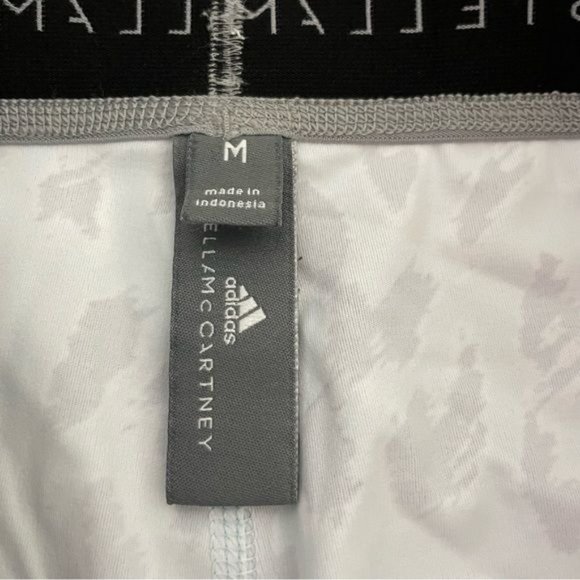 M
made in
indonesia
adidas
ELLAMcCARTNEY